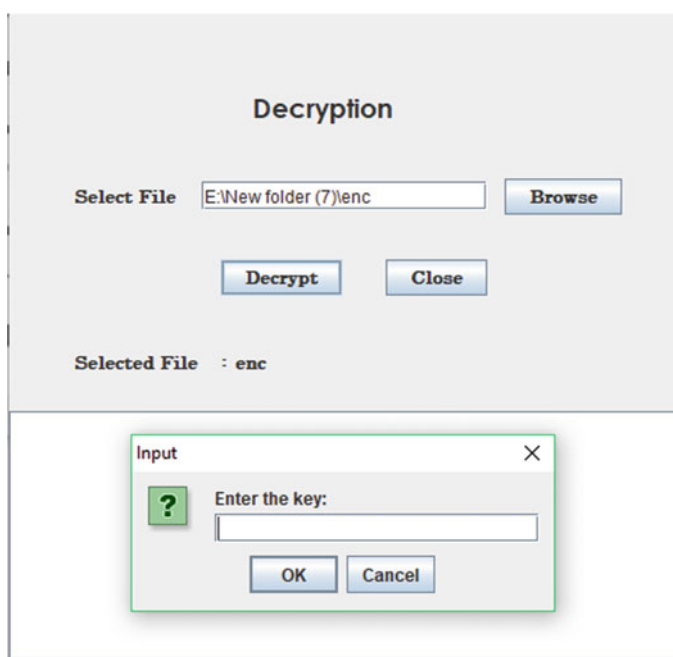 Decryption
Select File E:\New folder (7)\enc Browse
Decrypt Close
Selected File : enc
Input
Enter the key:
OK Cancel